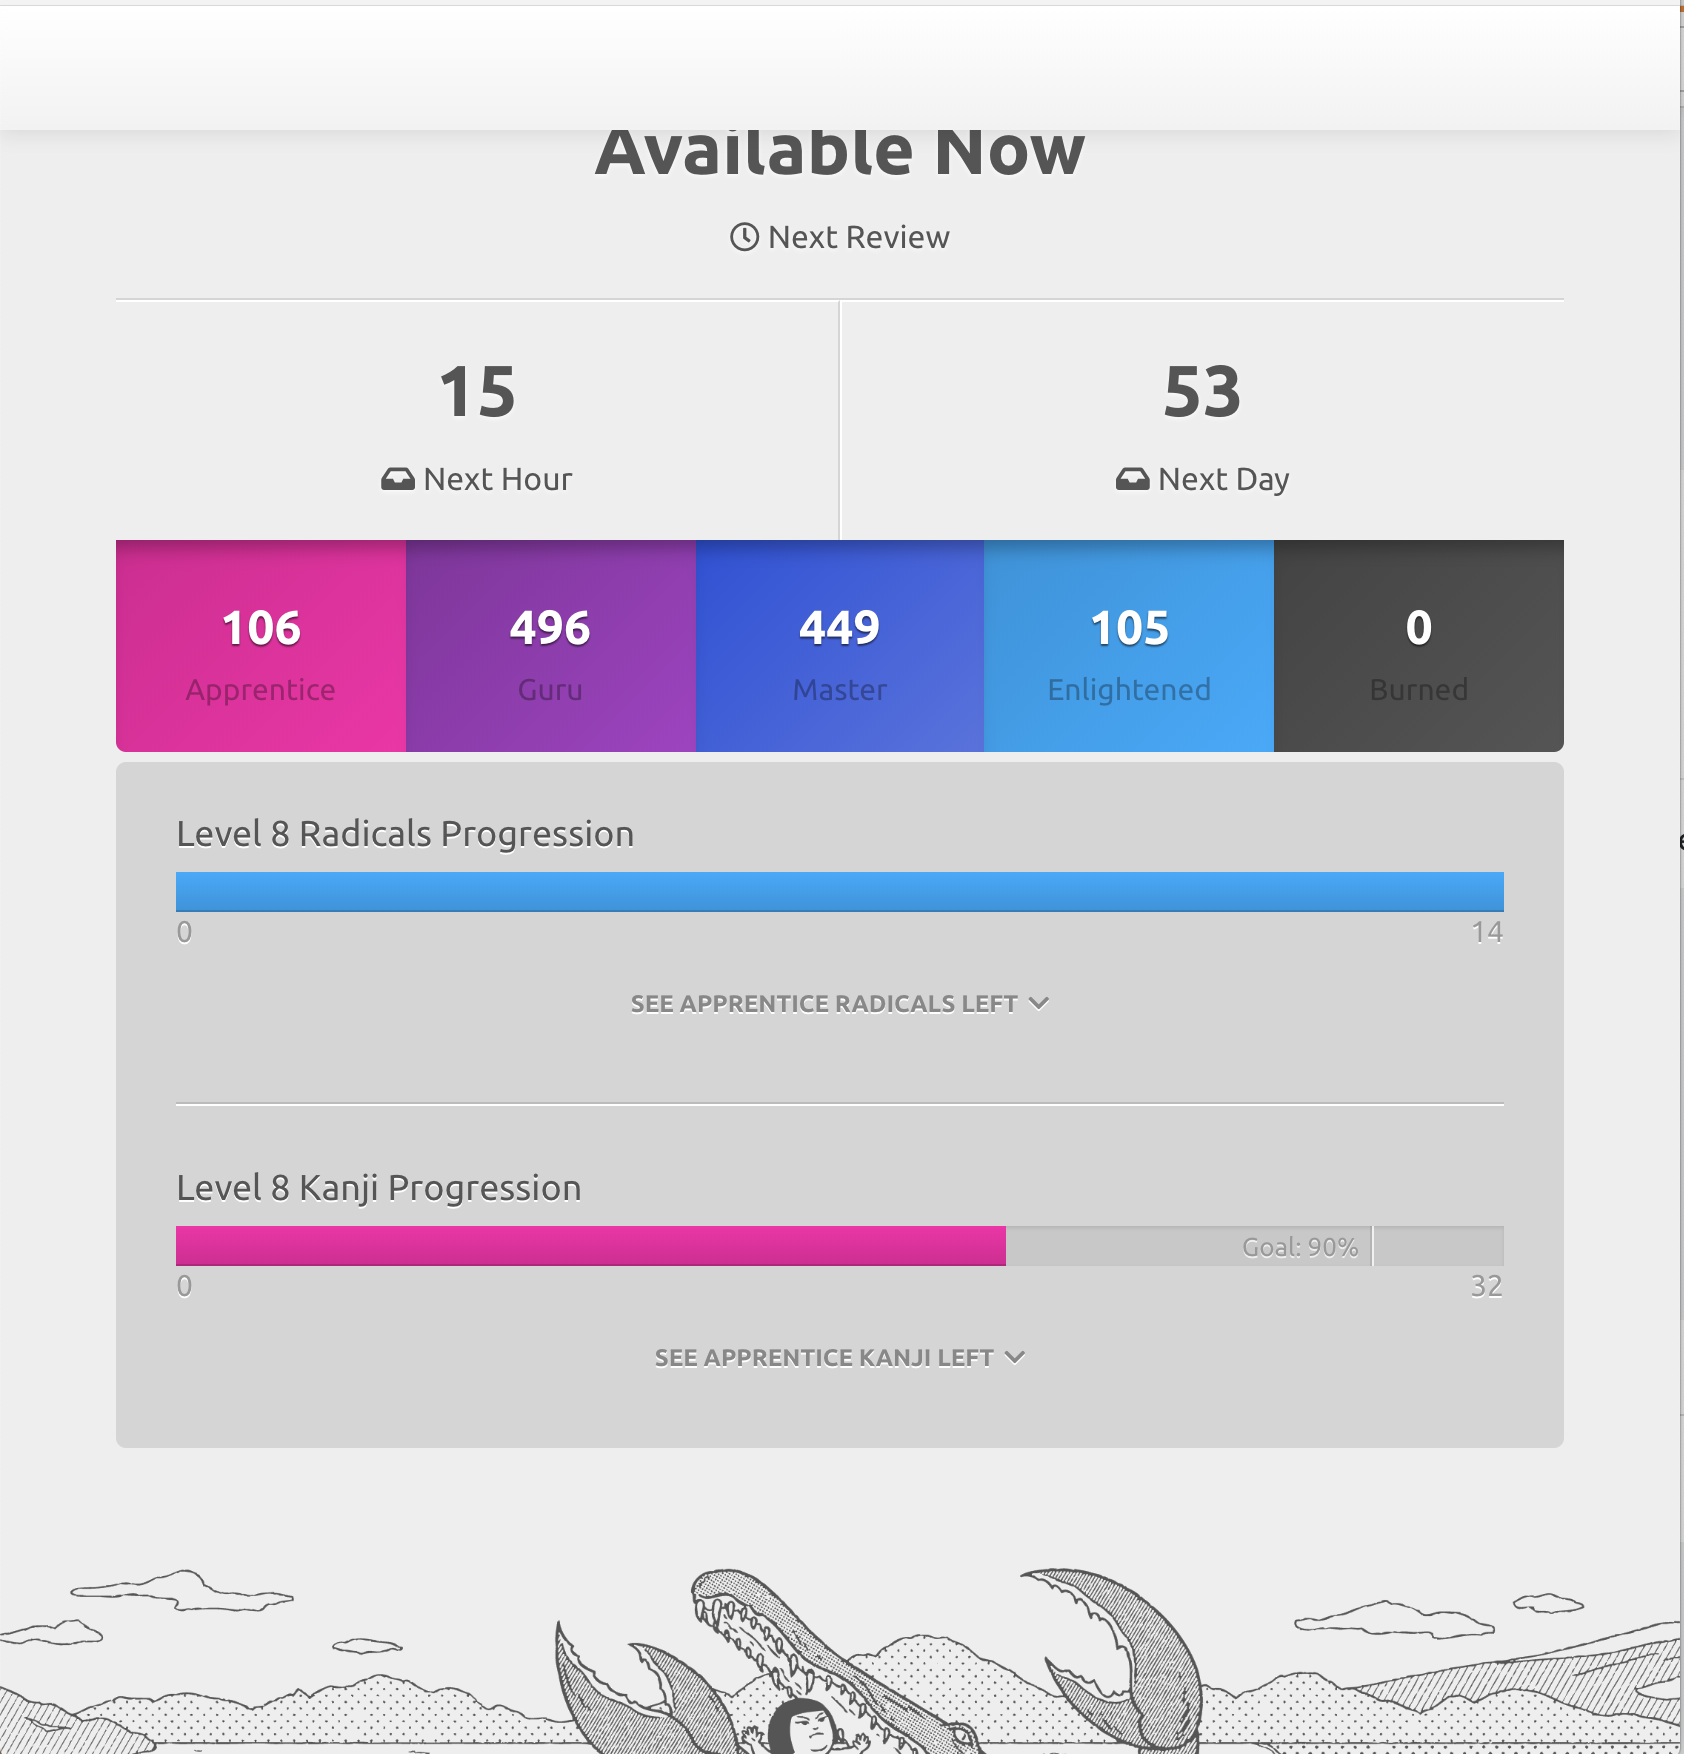 Available Now
Next Review
15
Next Hour
53
Next Day
106
Apprentice
496
Guru
449
Master
105
Enlightened
0
Burned
Level 8 Radicals Progression
0
14
SEE APPRENTICE RADICALS LEFT
Level 8 Kanji Progression
Goal: 90%
0
32
SEE APPRENTICE KANJI LEFT